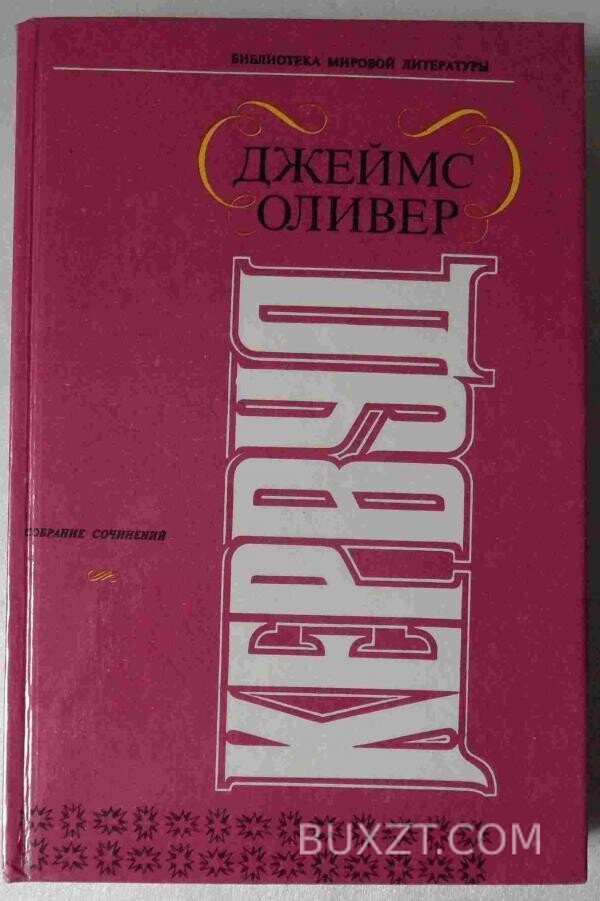 БИБЛИОТЕКА МИРОВОЙ ЛИТЕРАТУРЫ
ДЖЕЙМС
ОЛИВЕР
КЕРВУД
СОБРАНИЕ СОЧИНЕНИЙ
BUXZT.COM